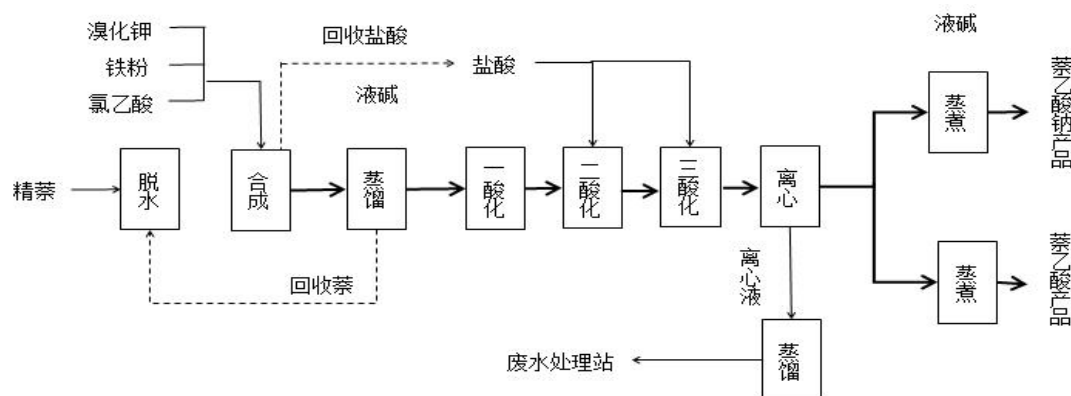 溴化钾
铁粉
氯乙酸
回收盐酸
盐酸
液碱
液碱
精萘
脱水
合成
蒸馏
一酸化
二酸化
三酸化
离心
蒸煮
萘乙酸钠产品
蒸煮
萘乙酸产品
回收萘
离心液
蒸馏
废水处理站